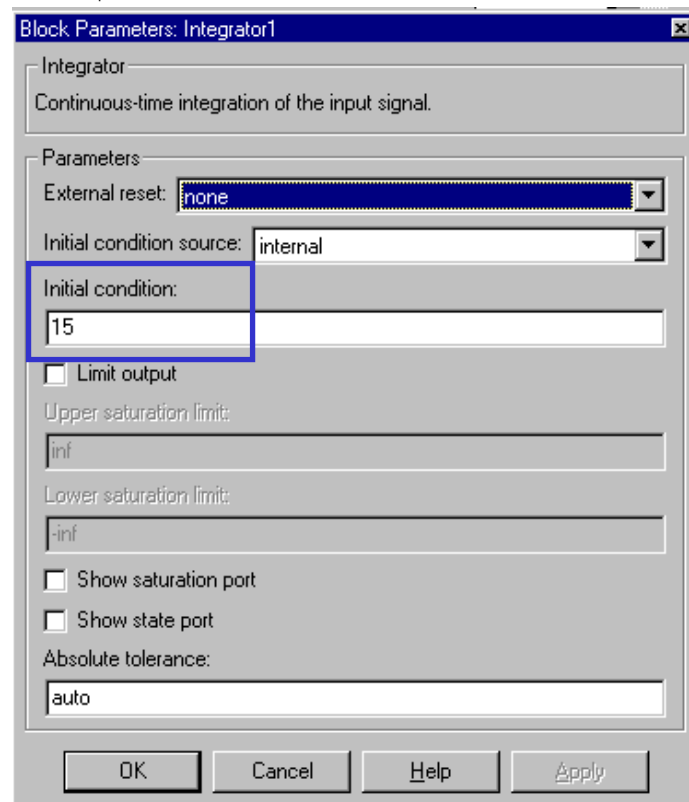 Block Parameters: Integrator1
Integrator
Continuous-time integration of the input signal.
Parameters
External reset: none
Initial condition source: internal
Initial condition:
15
Limit output
Upper saturation limit:
inf
Lower saturation limit:
-inf
Show saturation port
Show state port
Absolute tolerance:
auto
OK Cancel Help Apply